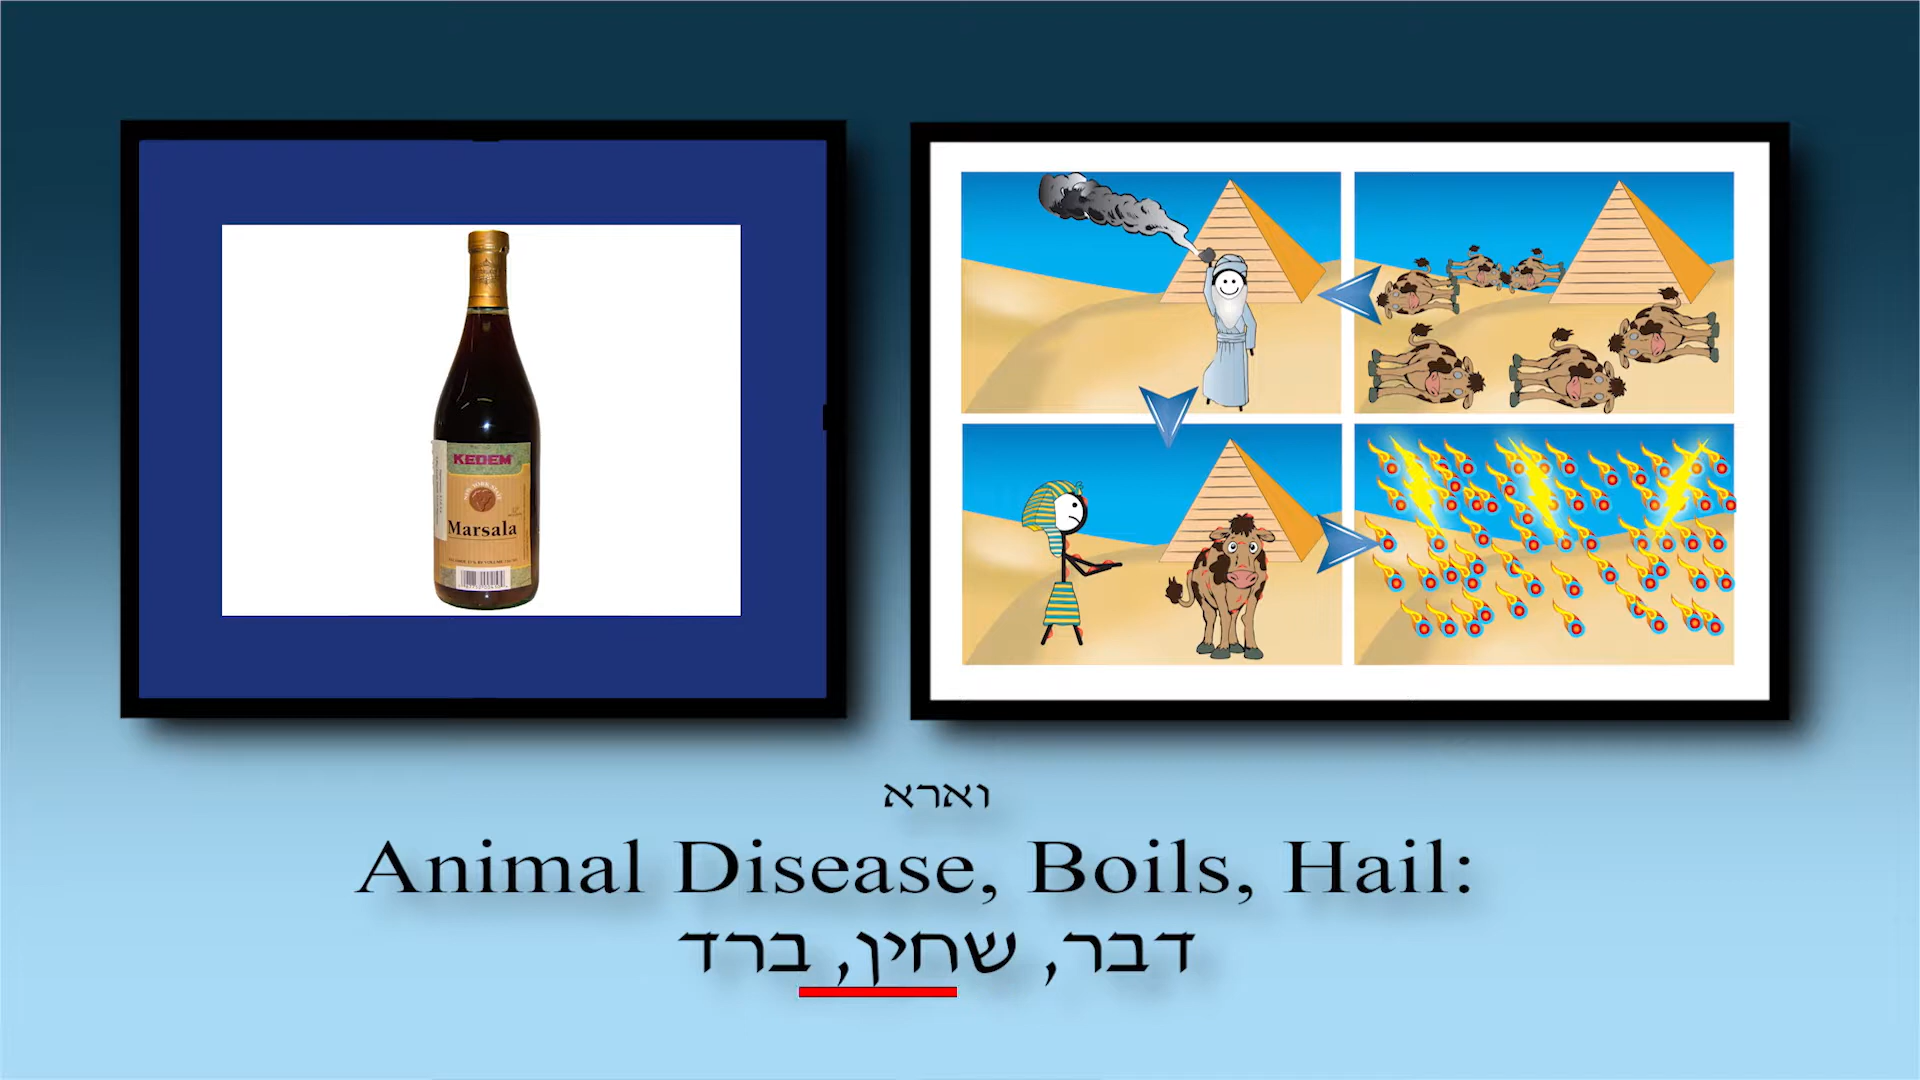 KEDEM
Marsala
וארא
Animal Disease, Boils, Hail:
דבר, שחין, ברד